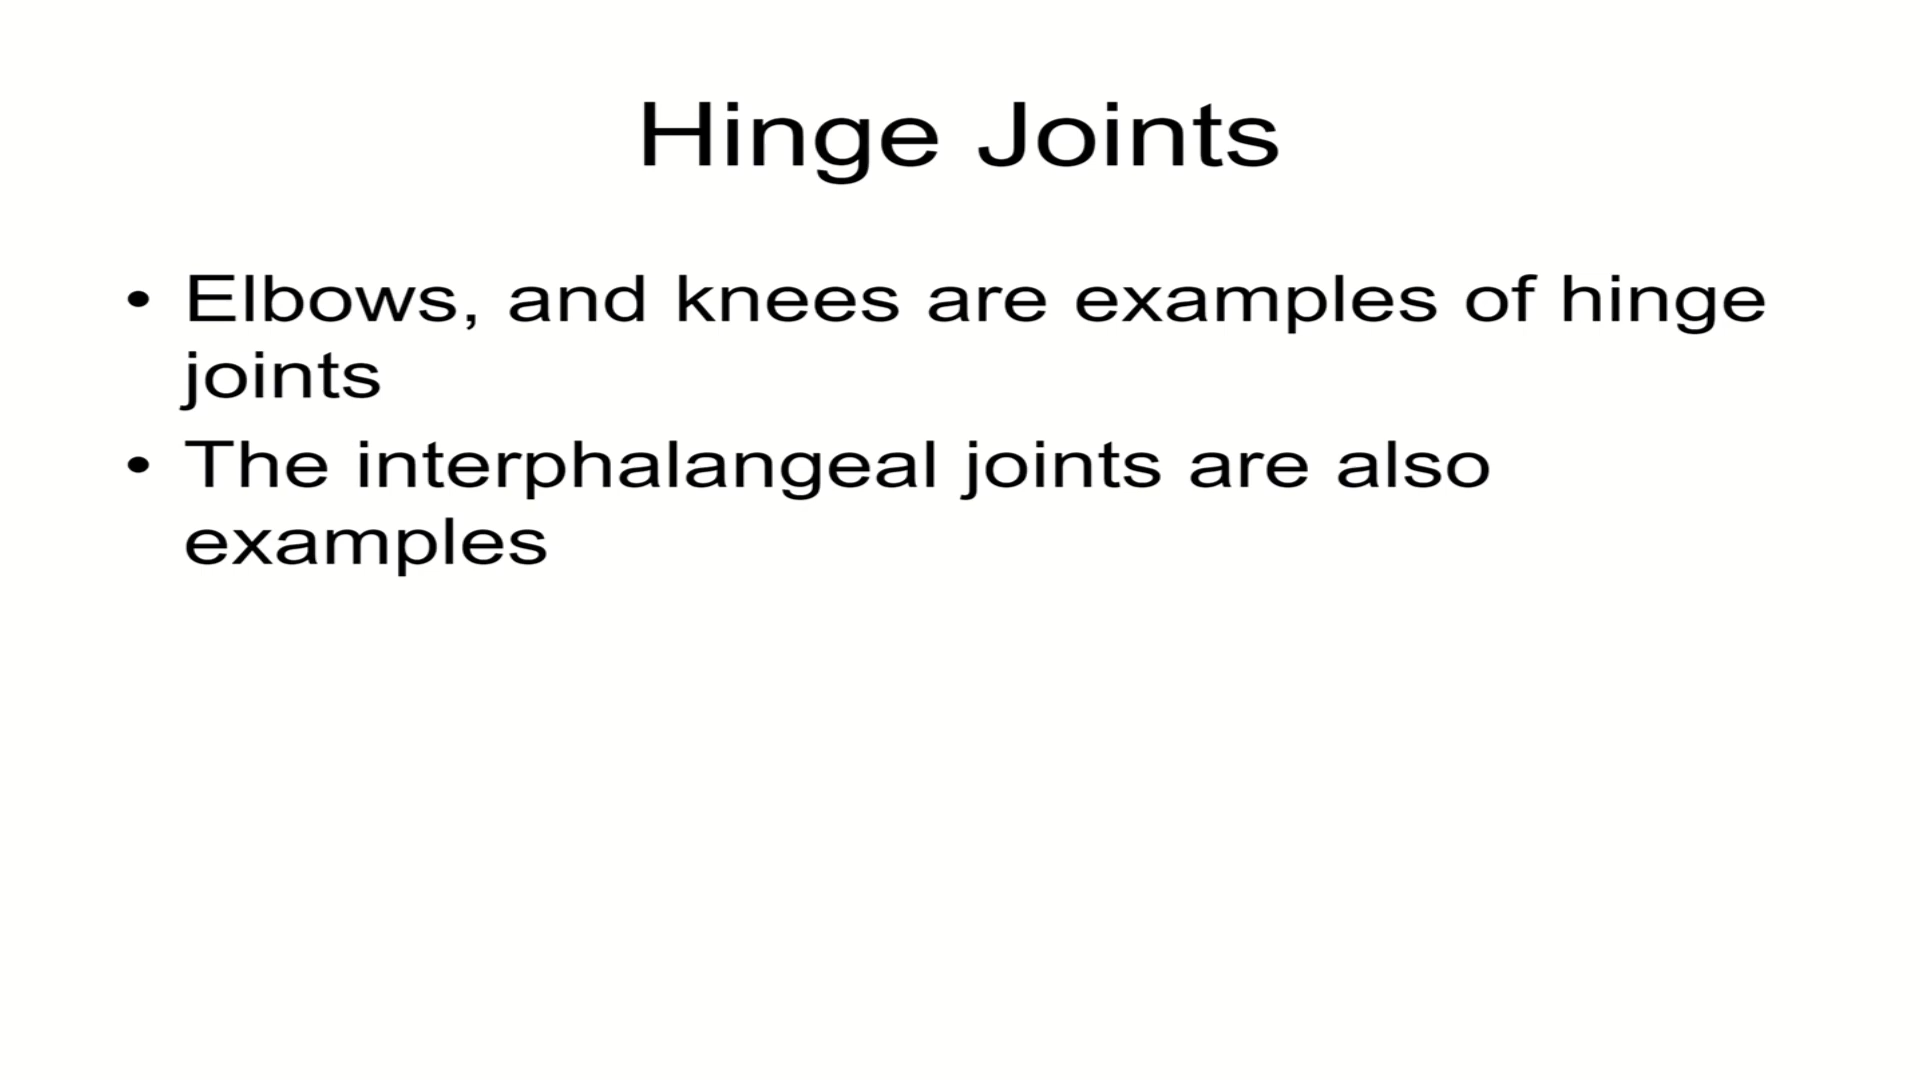 Hinge Joints
• Elbows, and knees are examples of hinge
joints
• The interphalangeal joints are also
examples